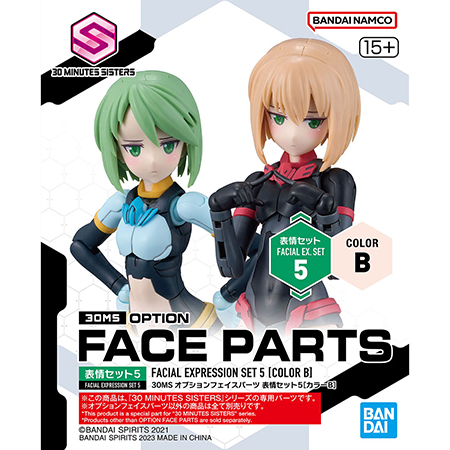 BANDAI NAMCO
S
30 MINUTES SISTERS
15+
表情セット
FACIAL EX. SET
5
COLOR
B
30MS OPTION
FACE PARTS
表情セット5
FACIAL EXPRESSION SET 5
FACIAL EXPRESSION SET 5 [COLOR B]
30MS オプションフェイスパーツ 表情セット5[カラーB]
※この商品は、「30 MINUTES SISTERS」シリーズの専用パーツです。
※オプションフェイスパーツ以外の商品は全て別売りです。
*This product is a special part for "30 MINUTES SISTERS" series.
*Products other than OPTION FACE PARTS are sold separately.
©BANDAI SPIRITS 2021
©BANDAI SPIRITS 2023 MADE IN CHINA
BAN
DAI